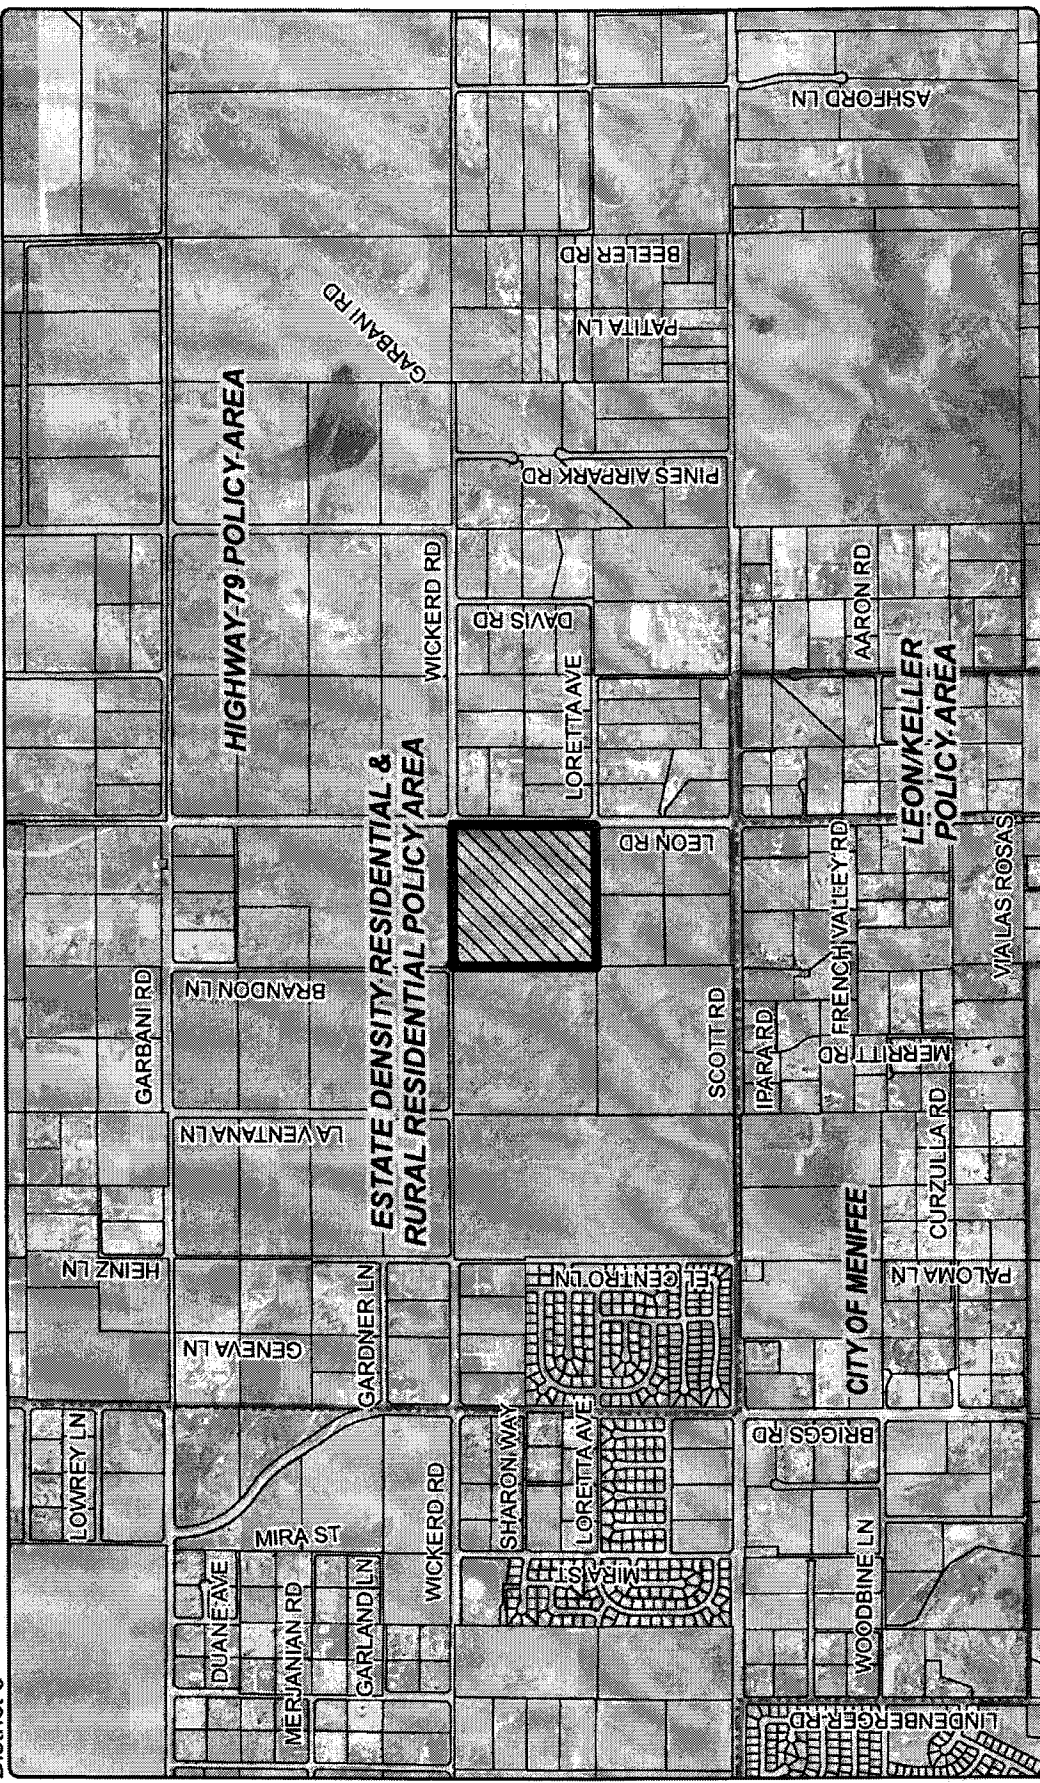 LOWREY LN
HEINZ LN
GARBANI RD
DUANE AVE
MIRA ST
GENEVA LN
LA VENTANA LN
BRANDON LN
HIGHWAY 79 POLICY AREA
GARBANI RD
MERJANIAN RD
GARLAND LN
GARDNER LN
ESTATE DENSITY RESIDENTIAL &
RURAL RESIDENTIAL POLICY AREA
WICKERD RD
WICKERD RD
SHARON WAY
DAVIS RD
PINES AIRPARK RD
LORETTA AVE
EL CENTRO LN
LORETTA AVE
PATITA LN
BEELER RD
MIRA ST
LEON RD
SCOTT RD
BRIGGS RD
IPARA RD
ASHFORD LN
CITY OF MENIFEE
MERRITT RD
FRENCH VALLEY RD
AARON RD
WOODBINE LN
LEON/KELLER
POLICY AREA
PALOMA LN
CURZULLA RD
VIA LAS ROSAS
LINDENBERGER RD